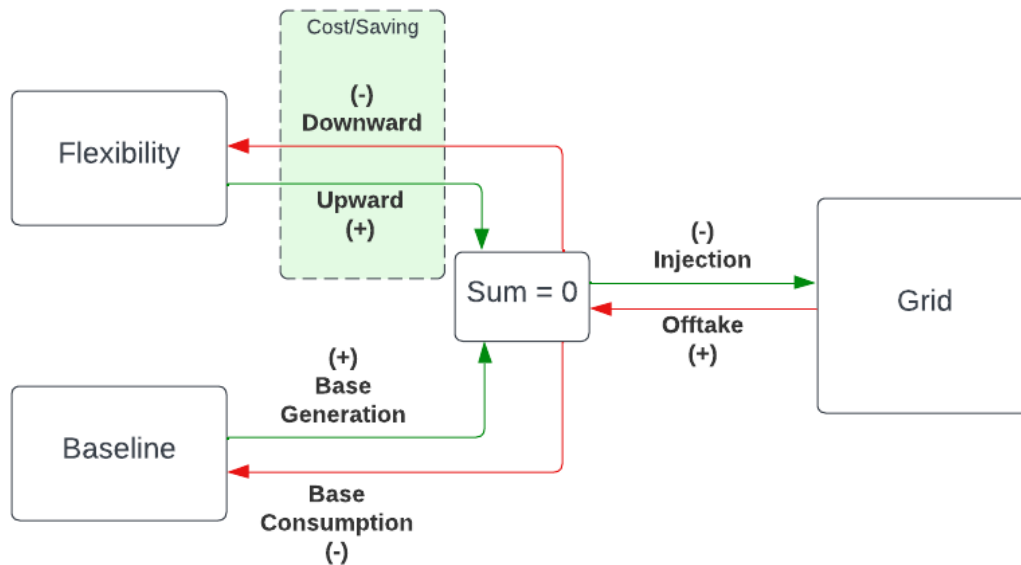 Cost/Saving
(-)
Downward
Flexibility
Upward
(+)
(-)
Injection
Sum = 0
Grid
Offtake
(+)
(+)
Base
Generation
Baseline
Base
Consumption
(-)